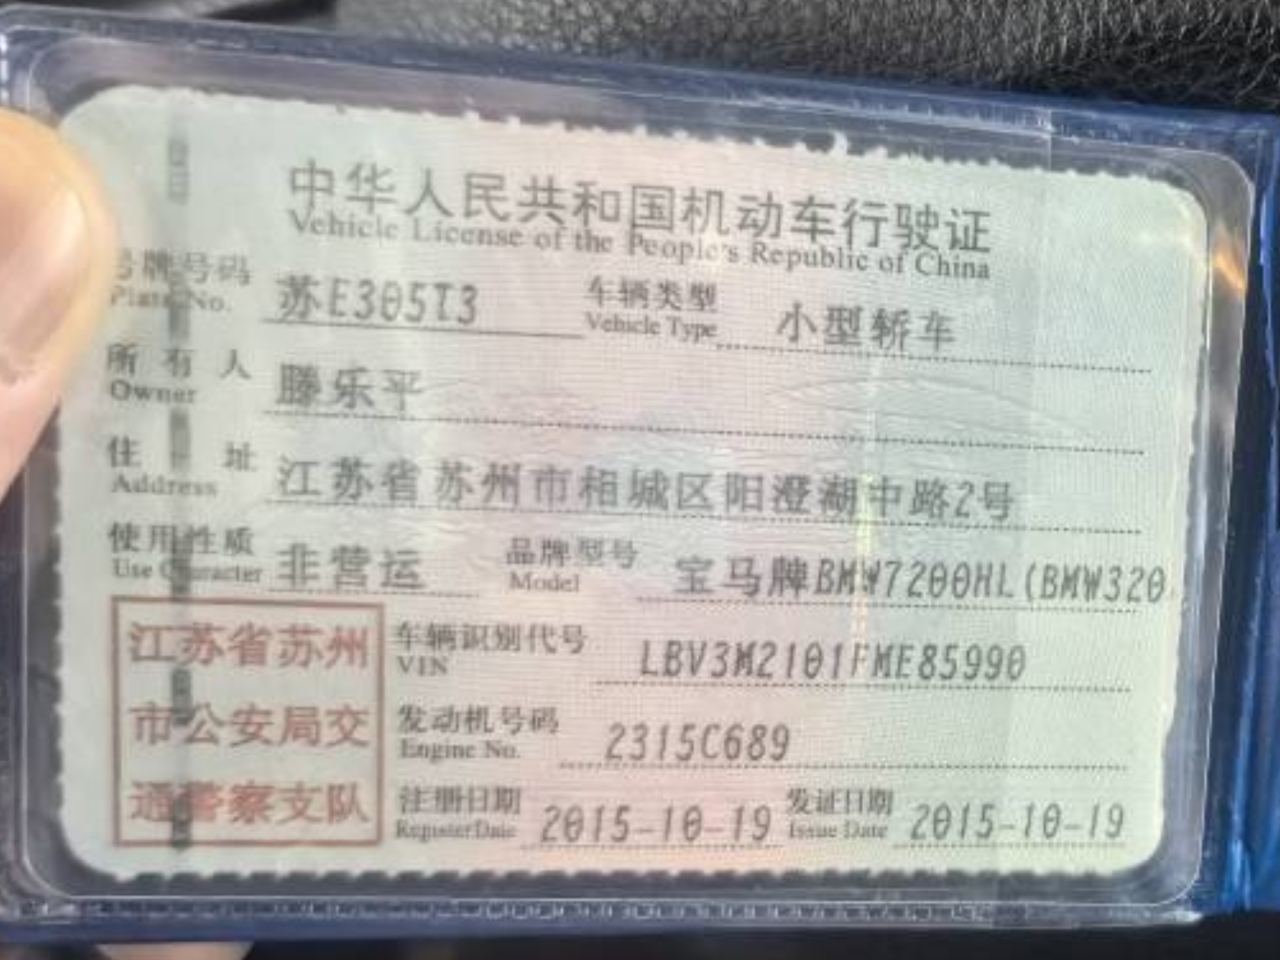 中华人民共和国机动车行驶证
Vehicle License of the People's Republic of China
号牌号码 苏E305T3 车辆类型 小型轿车
Plate No. Vehicle Type
所有人 滕乐平
Owner
住址 江苏省苏州市相城区阳澄湖中路2号
Address
使用性质 非营运 品牌型号 宝马牌BMW7200HL(BMW320
Use Character Model
江苏省苏州
市公安局交
通警察支队
车辆识别代号 LBV3M2101FME85990
VIN
发动机号码 2315C689
Engine No.
注册日期 2015-10-19 发证日期 2015-10-19
Register Date Issue Date